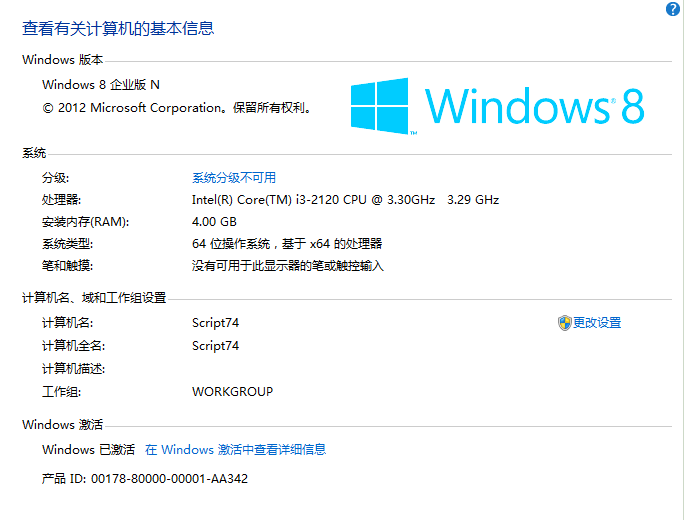 查看有关计算机的基本信息
Windows 版本
Windows 8 企业版 N
© 2012 Microsoft Corporation。保留所有权利。
Windows® 8
™
系统
分级: 系统分级不可用
处理器: Intel(R) Core(TM) i3-2120 CPU @ 3.30GHz 3.29 GHz
安装内存(RAM): 4.00 GB
系统类型: 64 位操作系统，基于 x64 的处理器
笔和触摸: 没有可用于此显示器的笔或触控输入
计算机名、域和工作组设置
计算机名: Script74 更改设置
计算机全名: Script74
计算机描述:
工作组: WORKGROUP
Windows 激活
Windows 已激活 在 Windows 激活中查看详细信息
产品 ID: 00178-80000-00001-AA342
?